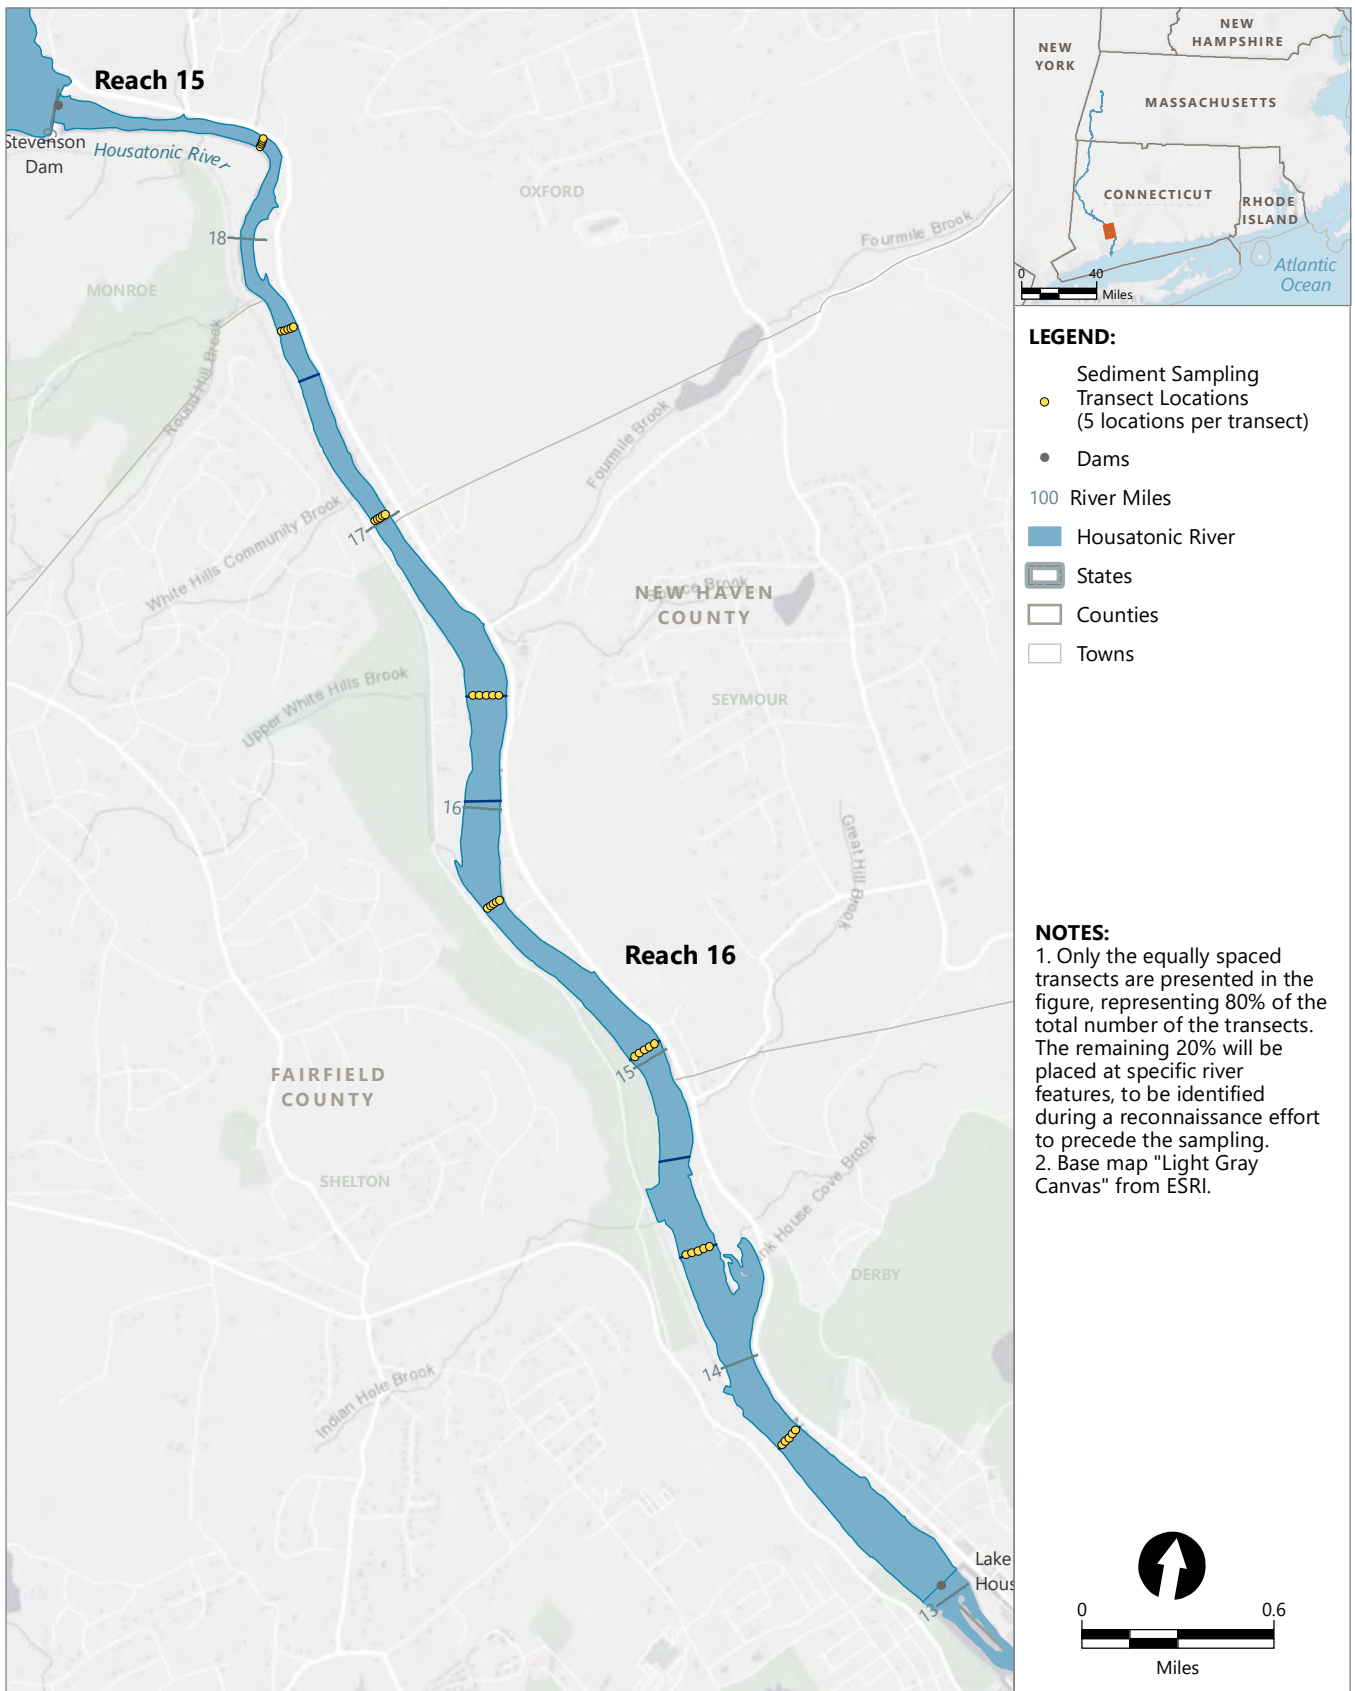 Reach 15
Stevenson
Dam
Housatonic River
OXFORD
18
Fourmile Brook
MONROE
Round Hill Brook
Fourmile Brook
White Hills Community Brook
17
NEW HAVEN
COUNTY
Upper White Hills Brook
SEYMOUR
16
Great Hill Brook
Reach 16
15
FAIRFIELD
COUNTY
SHELTON
nk House Cove Brook
DERBY
14
Indian Hole Brook
Lake
Hous
13
NEW
HAMPSHIRE
NEW
YORK
MASSACHUSETTS
CONNECTICUT
RHODE
ISLAND
Atlantic
Ocean
0 40
Miles
LEGEND:
Sediment Sampling
Transect Locations
(5 locations per transect)
Dams
100 River Miles
Housatonic River
States
Counties
Towns
NOTES:
1. Only the equally spaced
transects are presented in the
figure, representing 80% of the
total number of the transects.
The remaining 20% will be
placed at specific river
features, to be identified
during a reconnaissance effort
to precede the sampling.
2. Base map "Light Gray
Canvas" from ESRI.
0 0.6
Miles